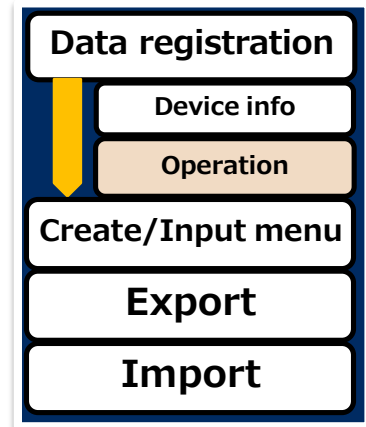 Data registration
Device info
Operation
Create/Input menu
Export
Import